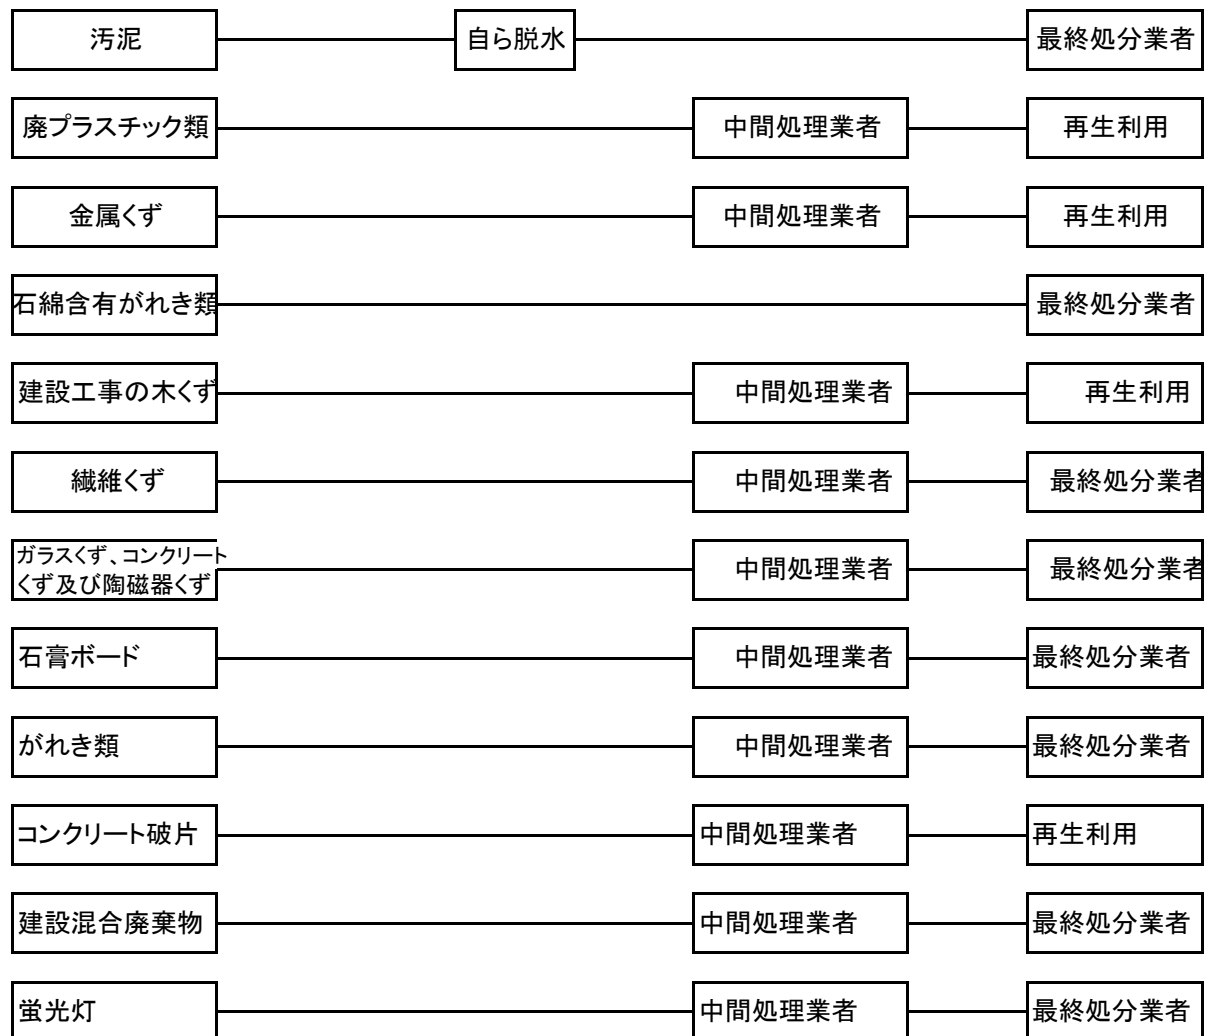 汚泥 自ら脱水 最終処分業者
廃プラスチック類 中間処理業者 再生利用
金属くず 中間処理業者 再生利用
石綿含有がれき類 最終処分業者
建設工事の木くず 中間処理業者 再生利用
繊維くず 中間処理業者 最終処分業者
ガラスくず、コンクリート
くず及び陶磁器くず 中間処理業者 最終処分業者
石膏ボード 中間処理業者 最終処分業者
がれき類 中間処理業者 最終処分業者
コンクリート破片 中間処理業者 再生利用
建設混合廃棄物 中間処理業者 最終処分業者
蛍光灯 中間処理業者 最終処分業者